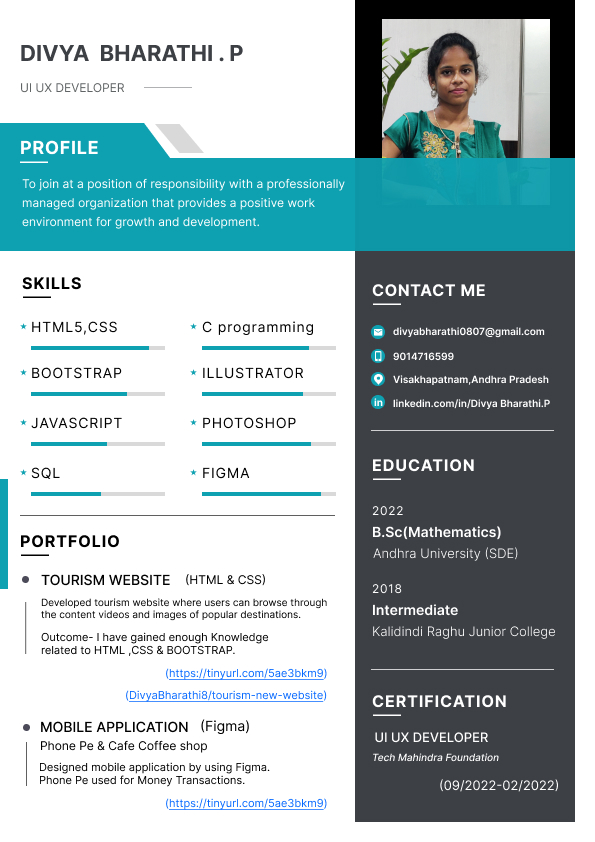 DIVYA BHARATHI . P
UI UX DEVELOPER
PROFILE
To join at a position of responsibility with a professionally
managed organization that provides a positive work
environment for growth and development.
SKILLS
HTML5,CSS
C programming
BOOTSTRAP
ILLUSTRATOR
JAVASCRIPT
PHOTOSHOP
SQL
FIGMA
PORTFOLIO
TOURISM WEBSITE (HTML & CSS)
Developed tourism website where users can browse through
the content videos and images of popular destinations.
Outcome- I have gained enough Knowledge
related to HTML ,CSS & BOOTSTRAP.
(https://tinyurl.com/5ae3bkm9)
(DivyaBharathi8/tourism-new-website)
MOBILE APPLICATION (Figma)
Phone Pe & Cafe Coffee shop
Designed mobile application by using Figma.
Phone Pe used for Money Transactions.
(https://tinyurl.com/5ae3bkm9)
CONTACT ME
divyabharathi0807@gmail.com
9014716599
Visakhapatnam,Andhra Pradesh
in linkedin.com/in/Divya Bharathi.P
EDUCATION
2022
B.Sc(Mathematics)
Andhra University (SDE)
2018
Intermediate
Kalidindi Raghu Junior College
CERTIFICATION
UI UX DEVELOPER
Tech Mahindra Foundation
(09/2022-02/2022)